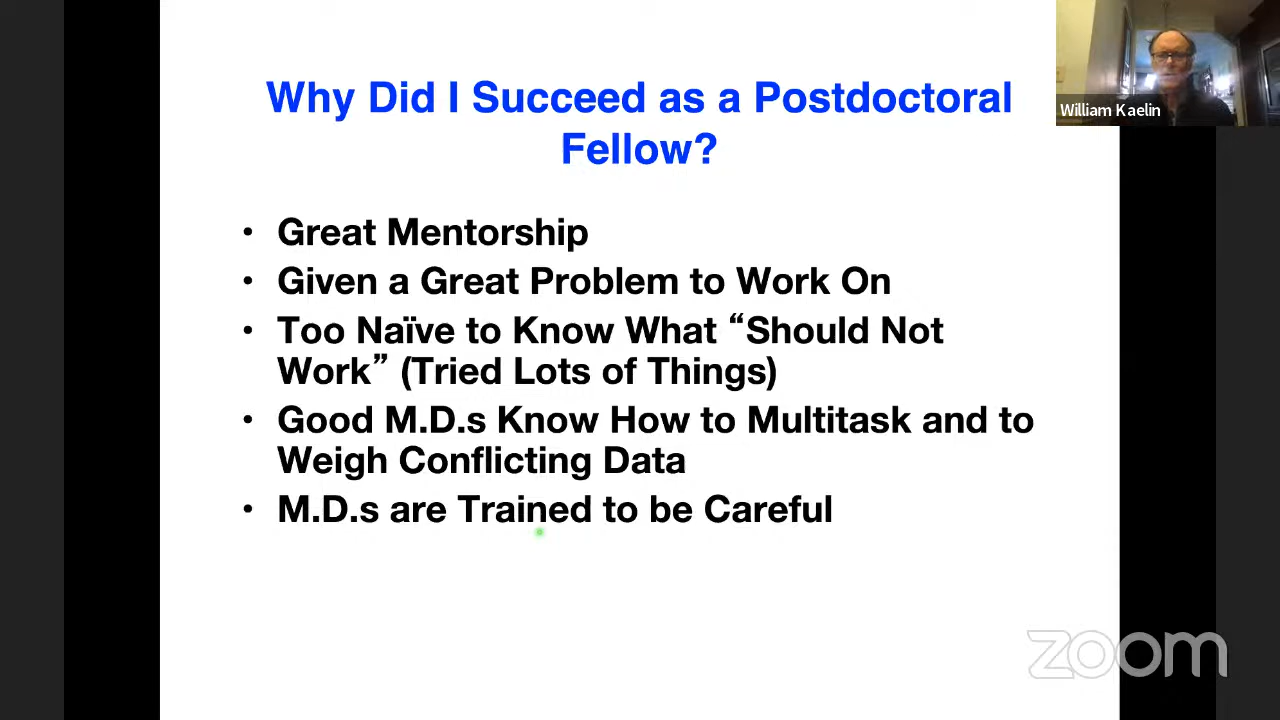 Why Did I Succeed as a Postdoctoral
Fellow?
William Kaelin
• Great Mentorship
• Given a Great Problem to Work On
• Too Naïve to Know What “Should Not
Work” (Tried Lots of Things)
• Good M.D.s Know How to Multitask and to
Weigh Conflicting Data
• M.D.s are Trained to be Careful
zoom